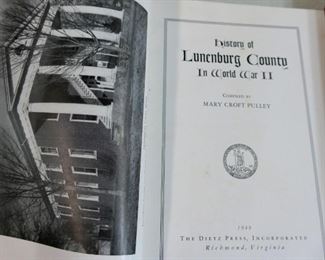 History of
Lunenburg County
In World War II
COMPILED BY
MARY CROFT PULLEY
THE DIETZ PRESS, INCORPORATED
Richmond, Virginia